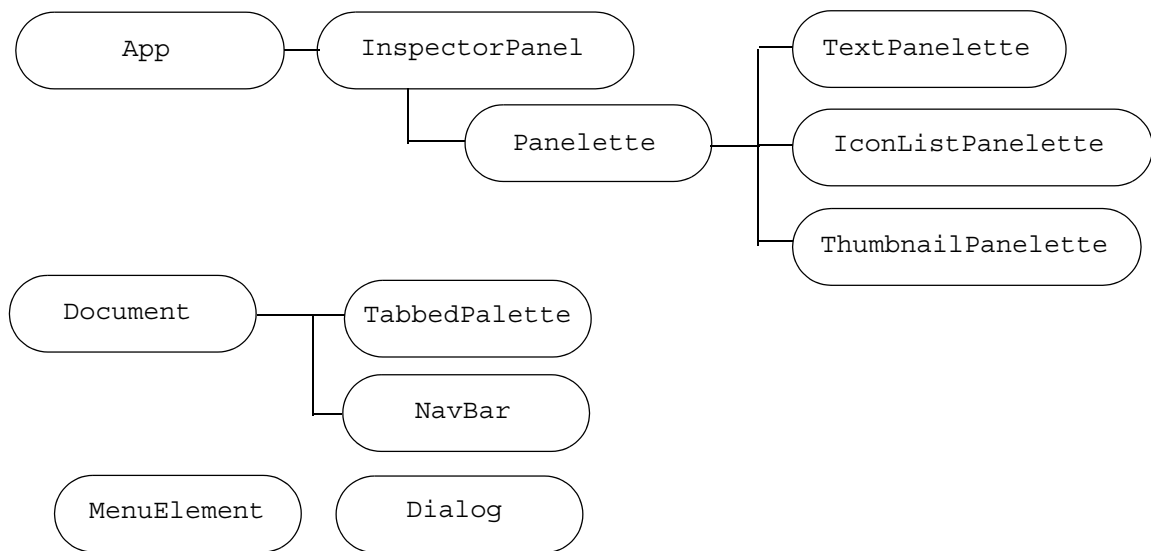 App
InspectorPanel
TextPanelette
Panelette
IconListPanelette
ThumbnailPanelette
Document
TabbedPalette
NavBar
MenuElement
Dialog